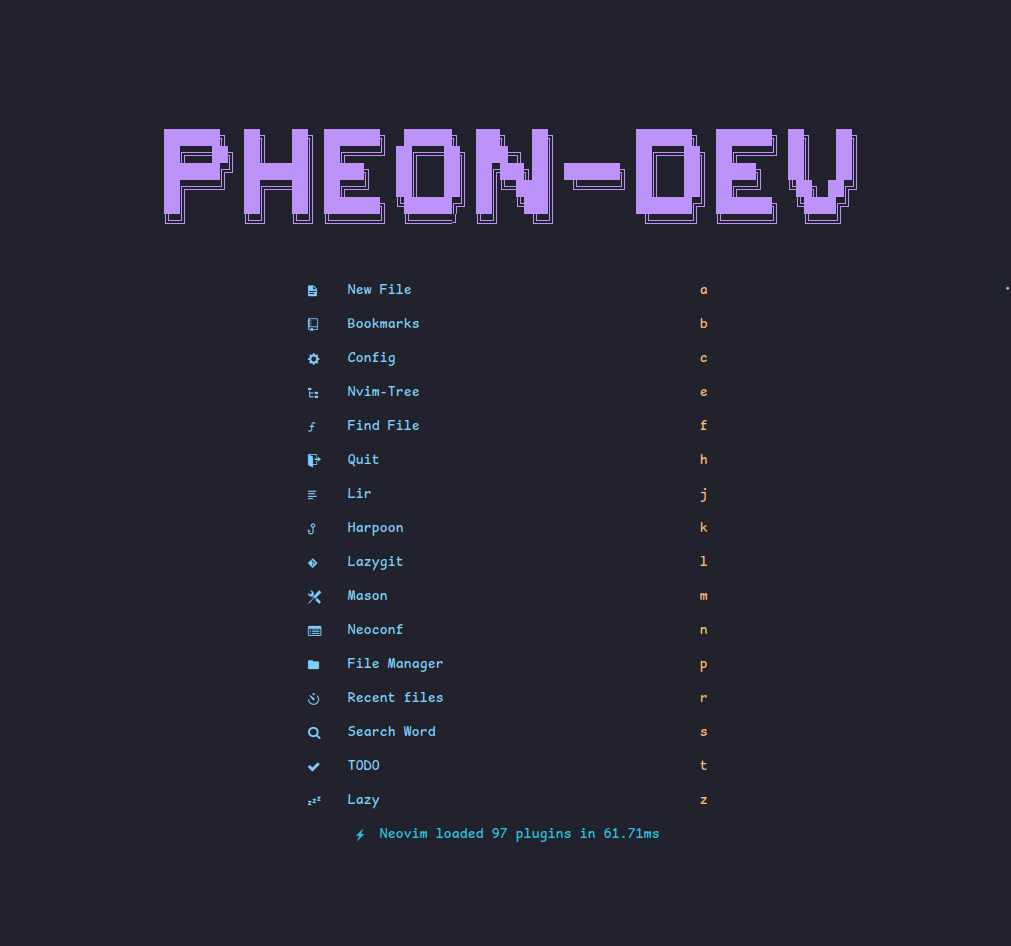 PHEON-DEV
New File a
Bookmarks b
Config c
Nvim-Tree e
Find File f
Quit h
Lir j
Harpoon k
Lazygit l
Mason m
Neoconf n
File Manager p
Recent files r
Search Word s
TODO t
Lazy z
Neovim loaded 97 plugins in 61.71ms